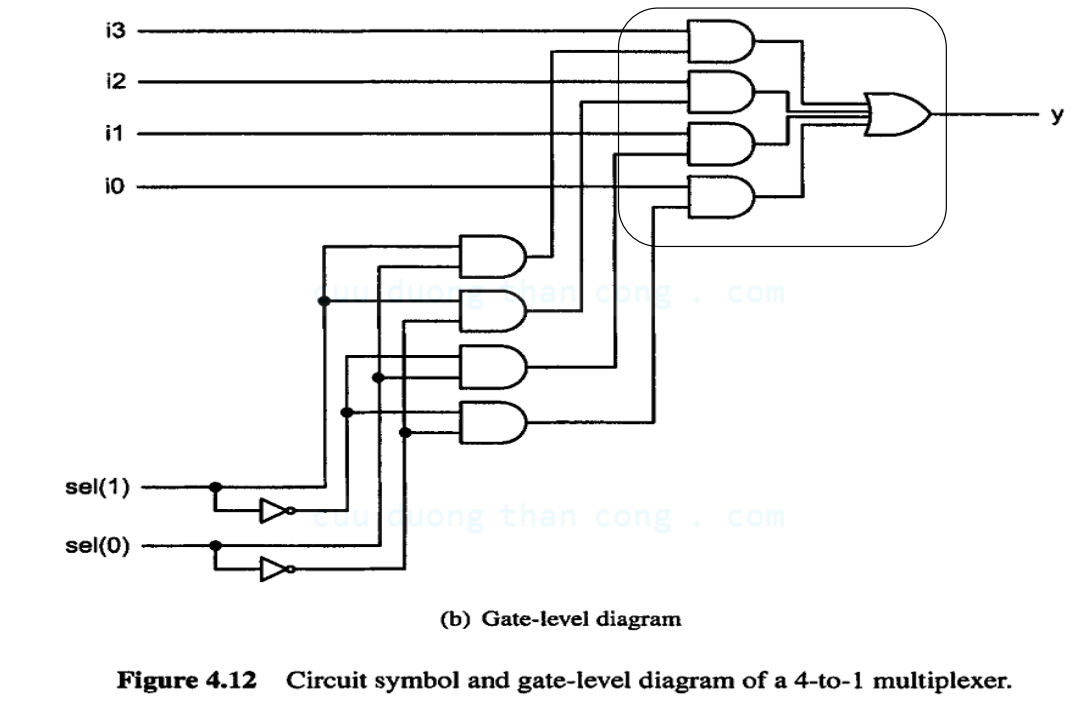 i3
i2
i1
i0
y
cuu duong than cong . com
sel(1)
sel(0)
cuu duong than cong . com
(b) Gate-level diagram
Figure 4.12 Circuit symbol and gate-level diagram of a 4-to-1 multiplexer.